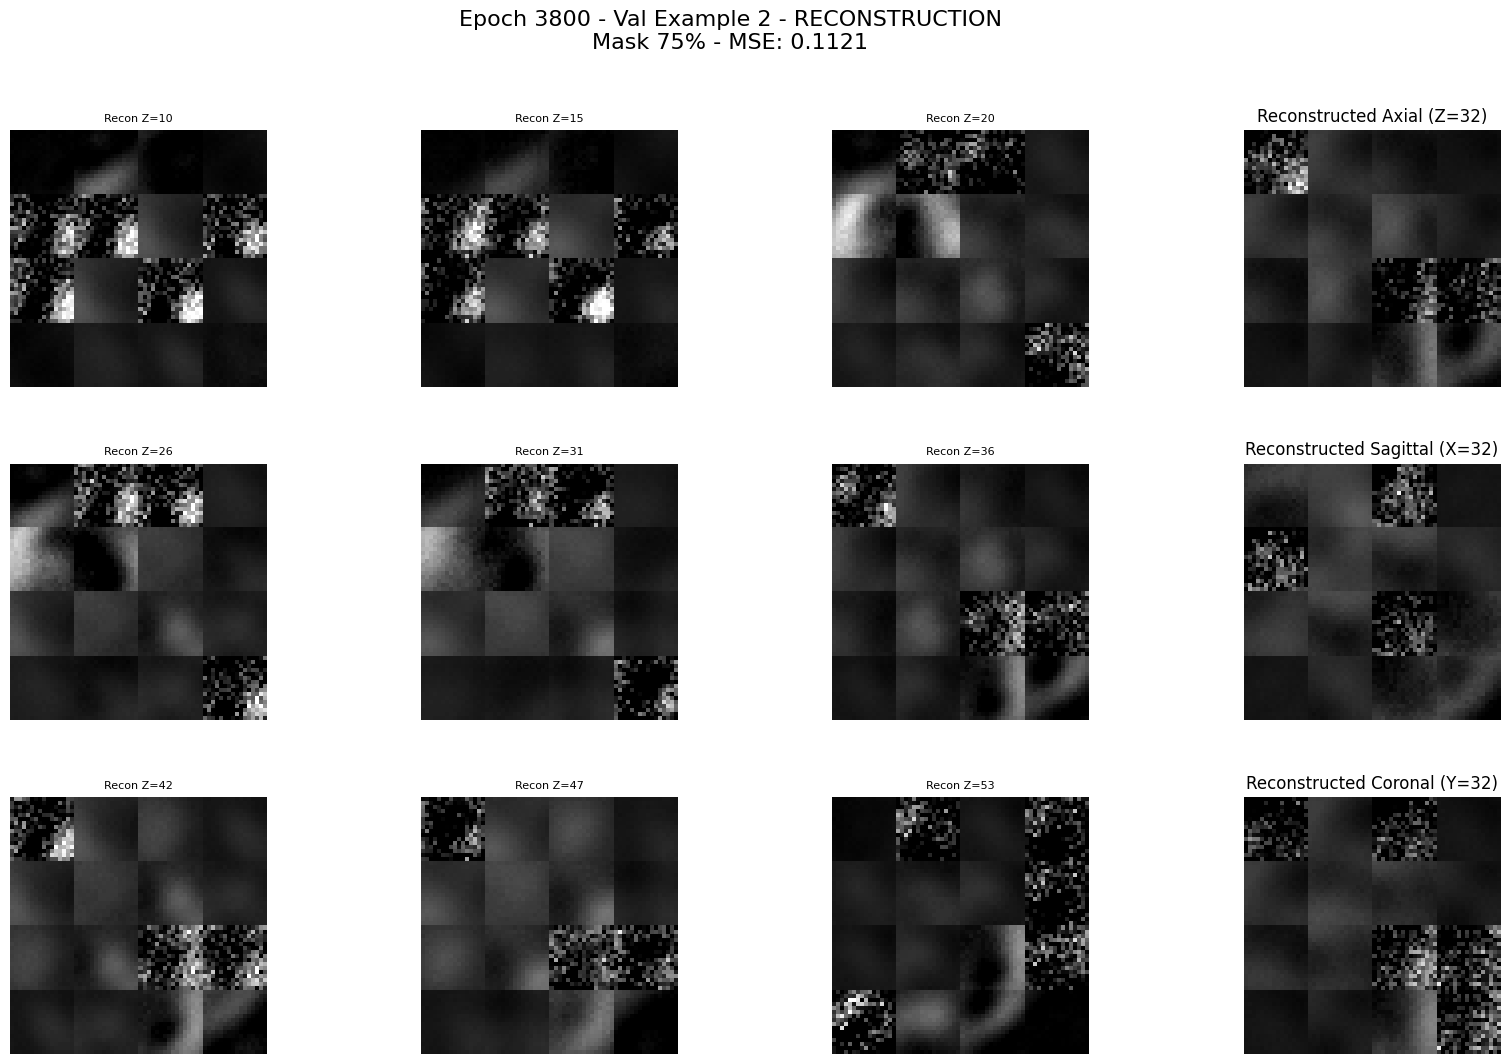 Epoch 3800 - Val Example 2 - RECONSTRUCTION
Mask 75% - MSE: 0.1121
Recon Z=10
Recon Z=15
Recon Z=20
Reconstructed Axial (Z=32)
Recon Z=26
Recon Z=31
Recon Z=36
Reconstructed Sagittal (X=32)
Recon Z=42
Recon Z=47
Recon Z=53
Reconstructed Coronal (Y=32)